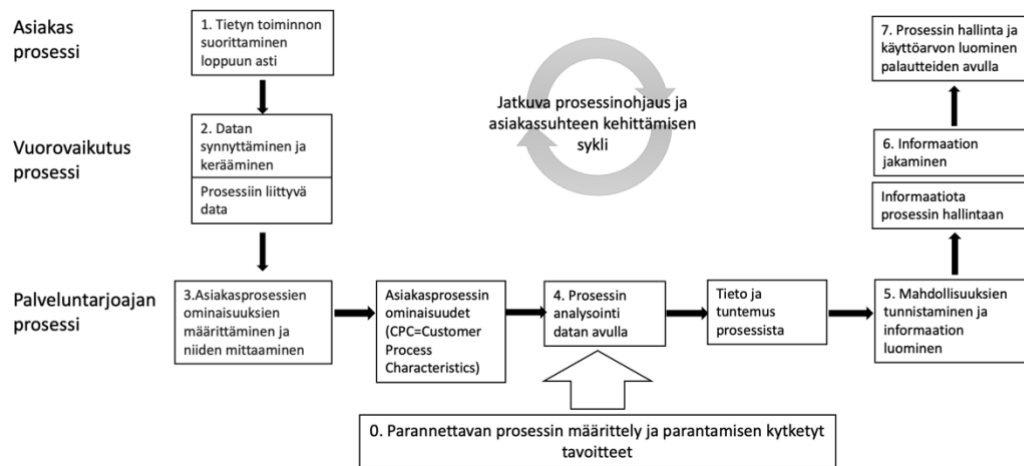 Asiakas
prosessi
1. Tietyn toiminnon
suorittaminen
loppuun asti
Jatkuva prosessinohjaus ja
asiakassuhteen kehittämisen
sykli
7. Prosessin hallinta ja
käyttöarvon luominen
palautteiden avulla
Vuorovaikutus
prosessi
2. Datan
synnyttäminen ja
kerääminen
Prosessiin liittyvä
data
6. Informaation
jakaminen
Informaatiota
prosessin hallintaan
Palveluntarjoajan
prosessi
3.Asiakasprosessien
ominaisuuksien
määrittäminen ja
niiden mittaaminen
Asiakasprosessin
ominaisuudet
(CPC=Customer
Process
Characteristics)
4. Prosessin
analysointi
datan avulla
Tieto ja
tuntemus
prosessista
5. Mahdollisuuksien
tunnistaminen ja
informaation
luominen
0. Parannettavan prosessin määrittely ja parantamisen kytketyt
tavoitteet